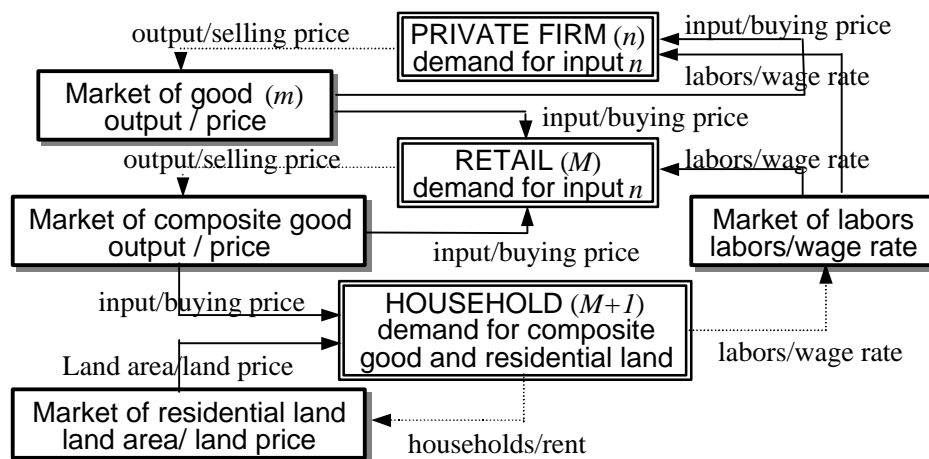 output/selling price
PRIVATE FIRM (n)
demand for input n
input/buying price
labors/wage rate
Market of good (m)
output / price
input/buying price
output/selling price
RETAIL (M)
demand for input n
labors/wage rate
Market of composite good
output / price
input/buying price
Market of labors
labors/wage rate
input/buying price
HOUSEHOLD (M+1)
demand for composite
good and residential land
labors/wage rate
Land area/land price
Market of residential land
land area/ land price
households/rent